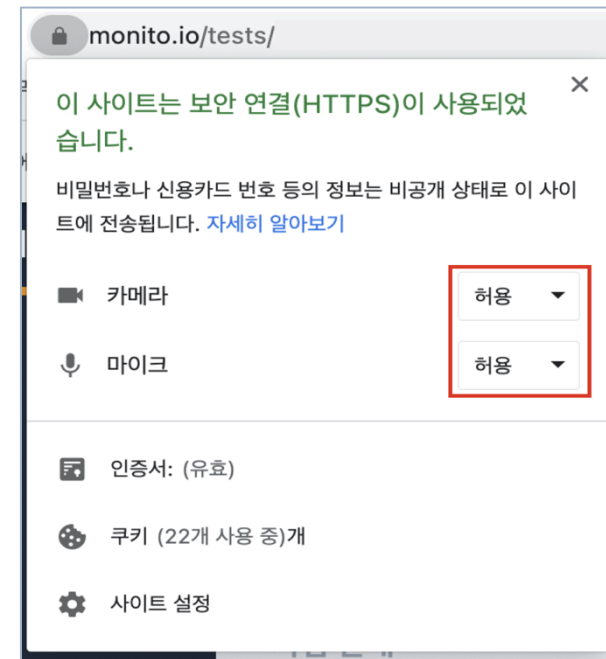 monito.io/tests/
이 사이트는 보안 연결(HTTPS)이 사용되었
습니다.
비밀번호나 신용카드 번호 등의 정보는 비공개 상태로 이 사이
트에 전송됩니다. 자세히 알아보기
카메라 허용
마이크 허용
인증서: (유효)
쿠키 (22개 사용 중)개
사이트 설정